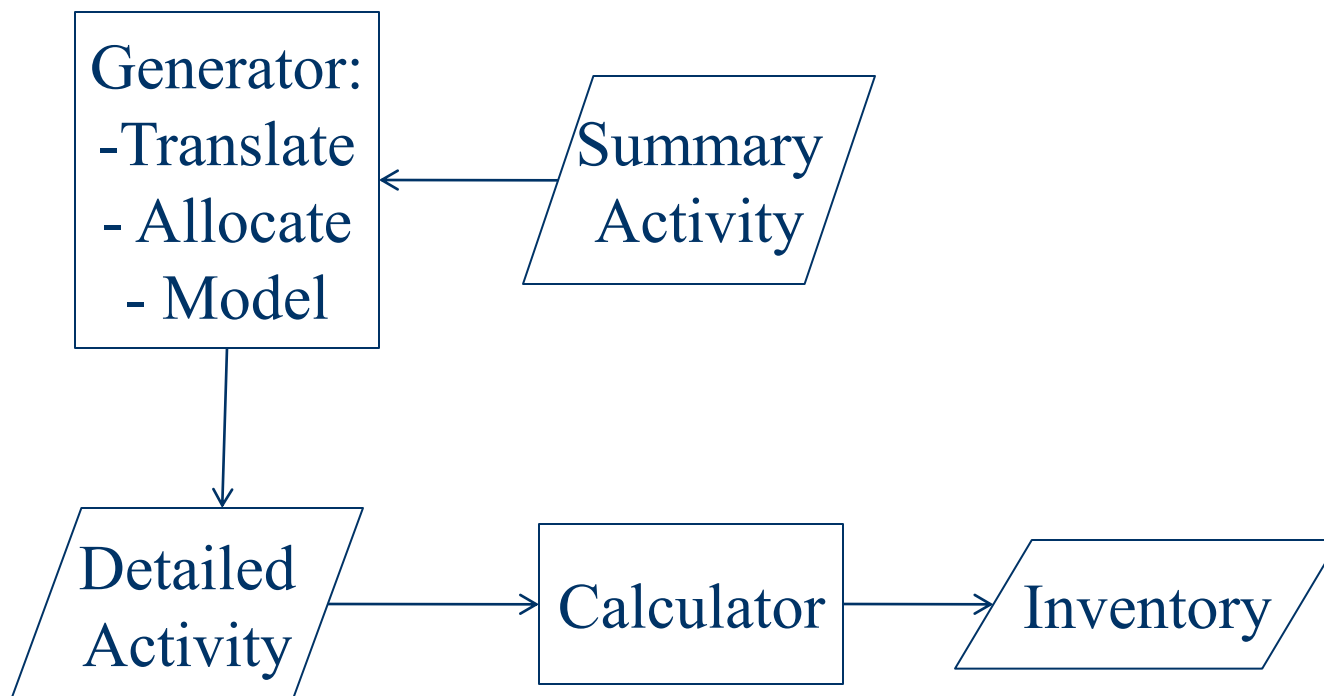 Generator:
-Translate
- Allocate
- Model
Summary
Activity
Detailed
Activity
Calculator
Inventory